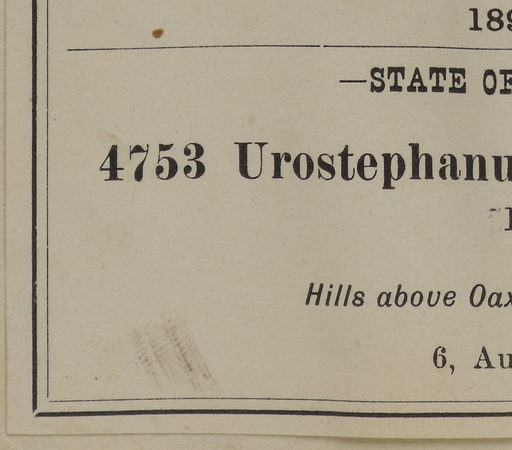 189
—STATE OF
4753 Urostephanu
Hills above Oax
6, Au